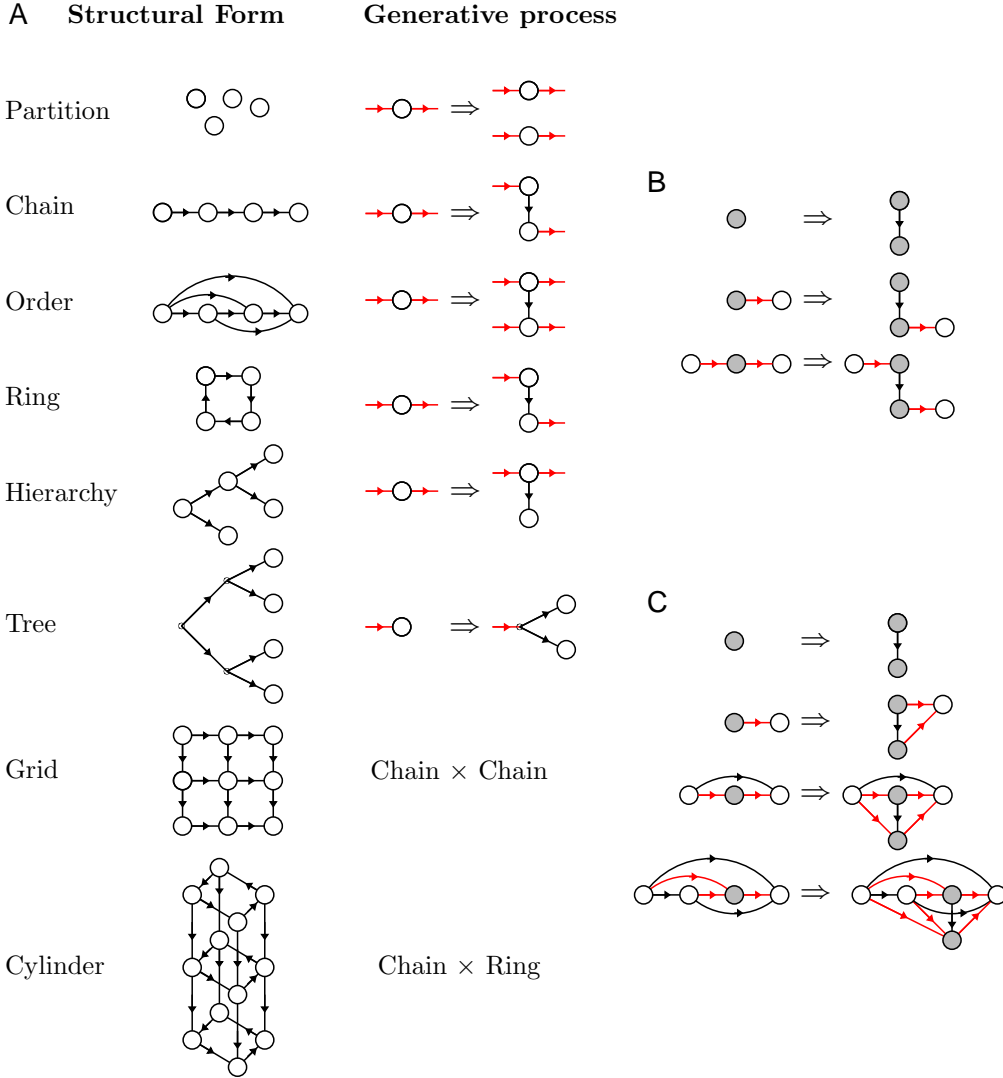 A Structural Form Generative process
Partition
Chain
Order
Ring
Hierarchy
Tree
Grid
Chain × Chain
Cylinder
Chain × Ring
B
C